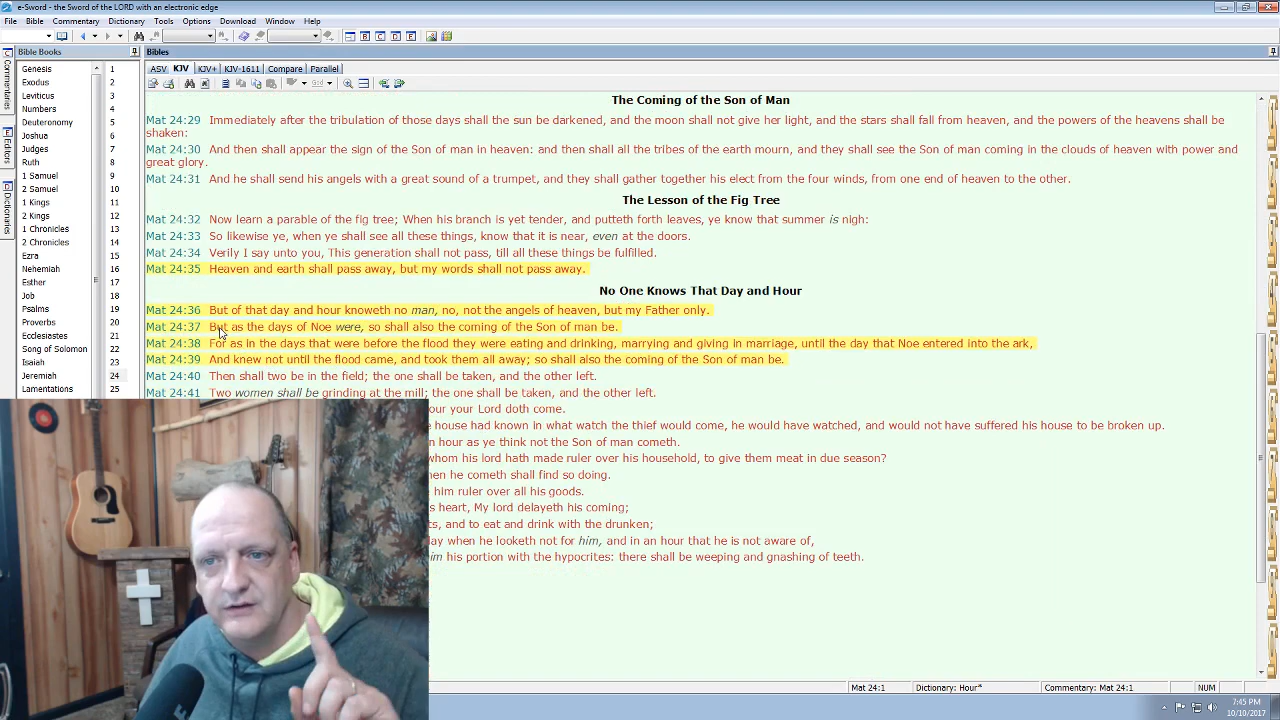 e-Sword - the Sword of the LORD with an electronic edge
File Bible Commentary Dictionary Tools Options Download Window Help
B C D E
Bible Books
Bibles
Commentaries
Editors
Dictionaries
Genesis
Exodus
Leviticus
Numbers
Deuteronomy
Joshua
Judges
Ruth
1 Samuel
2 Samuel
1 Kings
2 Kings
1 Chronicles
2 Chronicles
Ezra
Nehemiah
Esther
Job
Psalms
Proverbs
Ecclesiastes
Song of Solomon
Isaiah
Jeremiah
Lamentations
1
2
3
4
5
6
7
8
9
10
11
12
13
14
15
16
17
18
19
20
21
22
23
24
25
ASV KJV KJV+ KJV-1611 Compare Parallel
The Coming of the Son of Man
Mat 24:29 Immediately after the tribulation of those days shall the sun be darkened, and the moon shall not give her light, and the stars shall fall from heaven, and the powers of the heavens shall be
shaken:
Mat 24:30 And then shall appear the sign of the Son of man in heaven: and then shall all the tribes of the earth mourn, and they shall see the Son of man coming in the clouds of heaven with power and
great glory.
Mat 24:31 And he shall send his angels with a great sound of a trumpet, and they shall gather together his elect from the four winds, from one end of heaven to the other.
The Lesson of the Fig Tree
Mat 24:32 Now learn a parable of the fig tree; When his branch is yet tender, and putteth forth leaves, ye know that summer is nigh:
Mat 24:33 So likewise ye, when ye shall see all these things, know that it is near, even at the doors.
Mat 24:34 Verily I say unto you, This generation shall not pass, till all these things be fulfilled.
Mat 24:35 Heaven and earth shall pass away, but my words shall not pass away.
No One Knows That Day and Hour
Mat 24:36 But of that day and hour knoweth no man, no, not the angels of heaven, but my Father only.
Mat 24:37 But as the days of Noe were, so shall also the coming of the Son of man be.
Mat 24:38 For as in the days that were before the flood they were eating and drinking, marrying and giving in marriage, until the day that Noe entered into the ark,
Mat 24:39 And knew not until the flood came, and took them all away; so shall also the coming of the Son of man be.
Mat 24:40 Then shall two be in the field; the one shall be taken, and the other left.
Mat 24:41 Two women shall be grinding at the mill; the one shall be taken, and the other left.
our your Lord doth come.
e house had known in what watch the thief would come, he would have watched, and would not have suffered his house to be broken up.
n hour as ye think not the Son of man cometh.
whom his lord hath made ruler over his household, to give them meat in due season?
en he cometh shall find so doing.
him ruler over all his goods.
s heart, My lord delayeth his coming;
ts, and to eat and drink with the drunken;
ay when he looketh not for him, and in an hour that he is not aware of,
im his portion with the hypocrites: there shall be weeping and gnashing of teeth.
Mat 24:1 Dictionary: Hour* Commentary: Mat 24:1 NUM
7:45 PM
10/10/2017